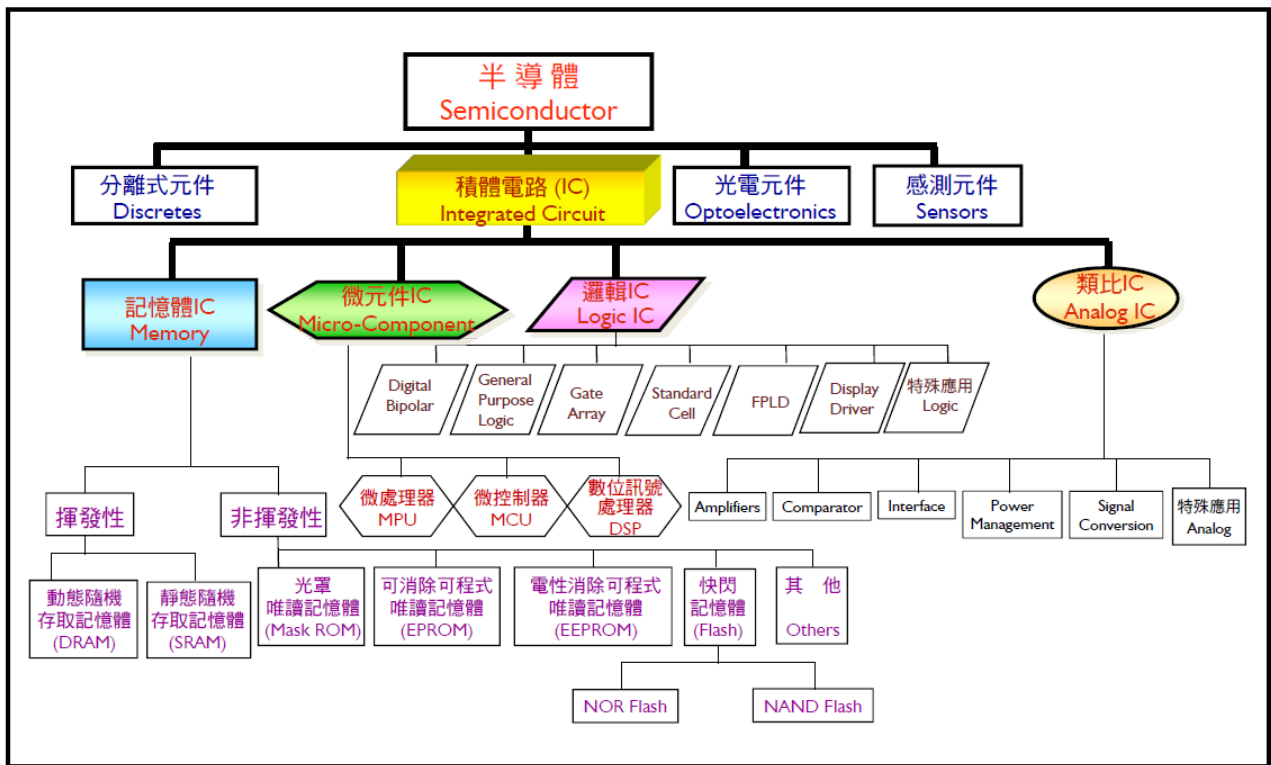 半 導 體
Semiconductor
分離式元件
Discretes
積體電路 (IC)
Integrated Circuit
光電元件
Optoelectronics
感測元件
Sensors
記憶體IC
Memory
微元件IC
Micro-Component
邏輯IC
Logic IC
類比IC
Analog IC
Digital
Bipolar
General
Purpose
Logic
Gate
Array
Standard
Cell
FPLD
Display
Driver
特殊應用
Logic
揮發性
非揮發性
微處理器
MPU
微控制器
MCU
數位訊號
處理器
DSP
Amplifiers
Comparator
Interface
Power
Management
Signal
Conversion
特殊應用
Analog
動態隨機
存取記憶體
(DRAM)
靜態隨機
存取記憶體
(SRAM)
光罩
唯讀記憶體
(Mask ROM)
可消除可程式
唯讀記憶體
(EPROM)
電性消除可程式
唯讀記憶體
(EEPROM)
快閃
記憶體
(Flash)
其 他
Others
NOR Flash
NAND Flash